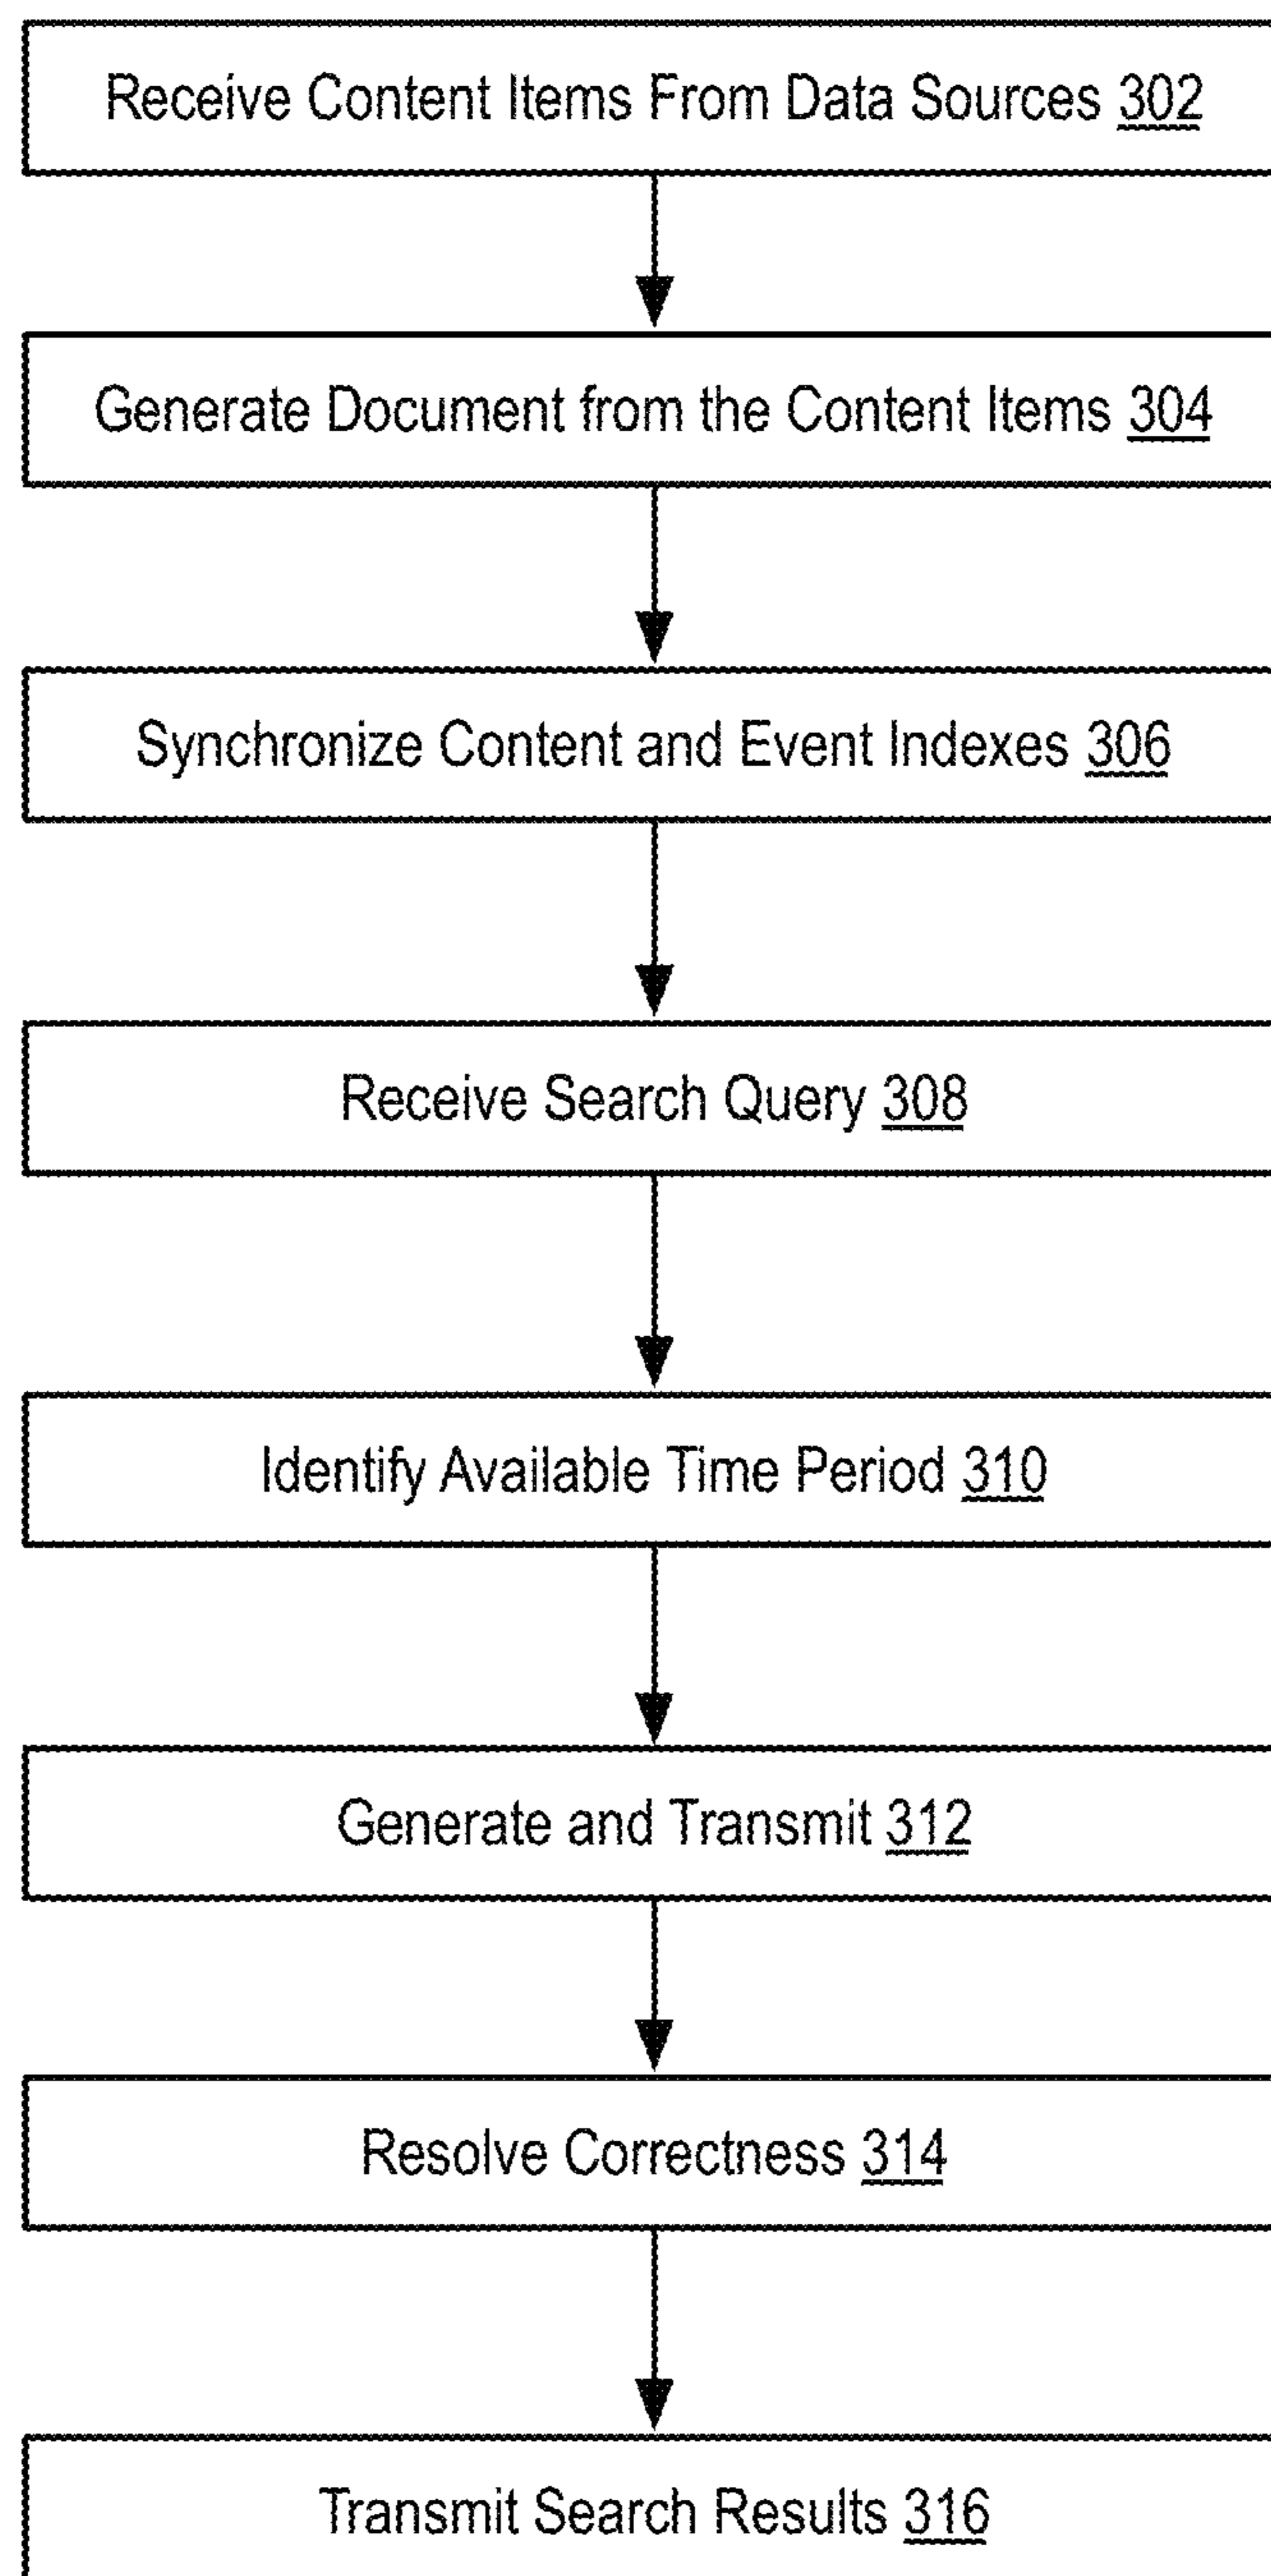 Receive Content Items From Data Sources 302
Generate Document from the Content Items 304
Synchronize Content and Event Indexes 306
Receive Search Query 308
Identify Available Time Period 310
Generate and Transmit 312
Resolve Correctness 314
Transmit Search Results 316